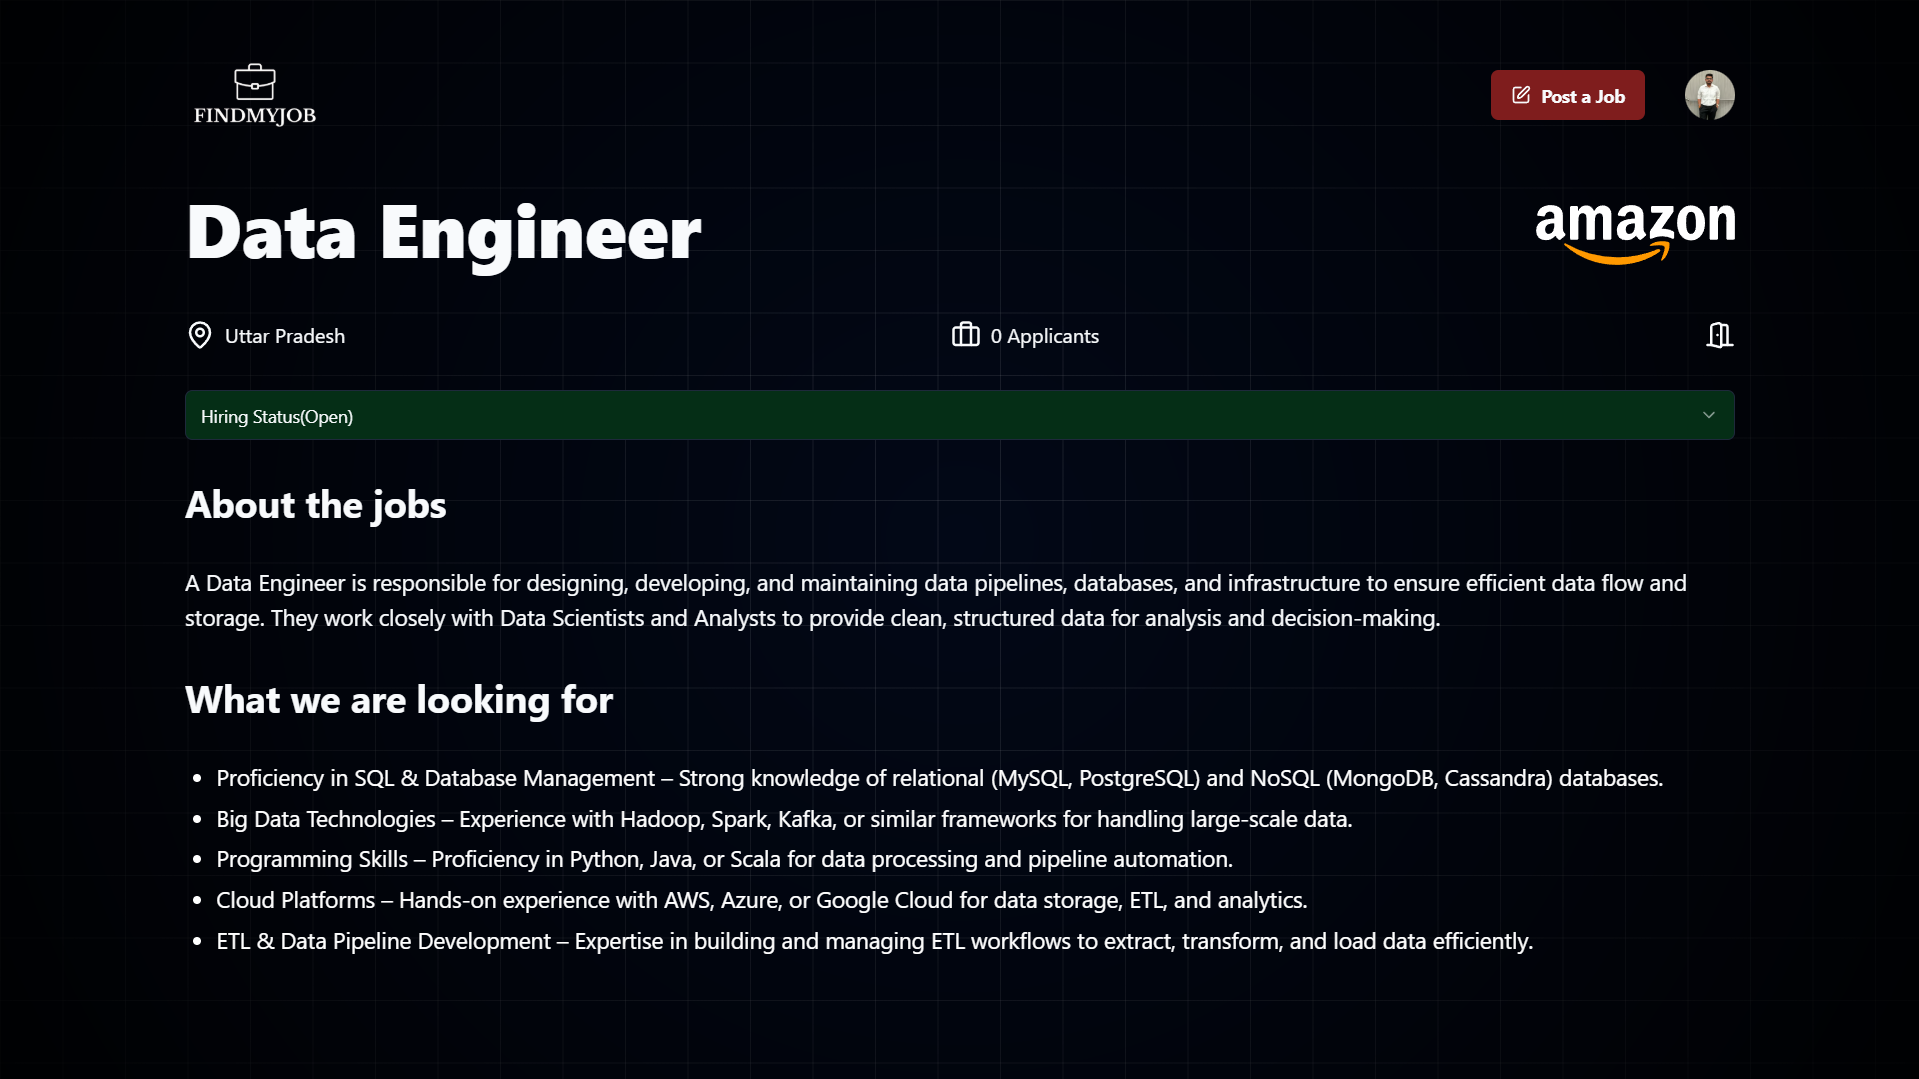 FINDMYJOB
Post a Job
Data Engineer
amazon
Uttar Pradesh
0 Applicants
Hiring Status(Open)
About the jobs
A Data Engineer is responsible for designing, developing, and maintaining data pipelines, databases, and infrastructure to ensure efficient data flow and
storage. They work closely with Data Scientists and Analysts to provide clean, structured data for analysis and decision-making.
What we are looking for
• Proficiency in SQL & Database Management – Strong knowledge of relational (MySQL, PostgreSQL) and NoSQL (MongoDB, Cassandra) databases.
• Big Data Technologies – Experience with Hadoop, Spark, Kafka, or similar frameworks for handling large-scale data.
• Programming Skills – Proficiency in Python, Java, or Scala for data processing and pipeline automation.
• Cloud Platforms – Hands-on experience with AWS, Azure, or Google Cloud for data storage, ETL, and analytics.
• ETL & Data Pipeline Development – Expertise in building and managing ETL workflows to extract, transform, and load data efficiently.